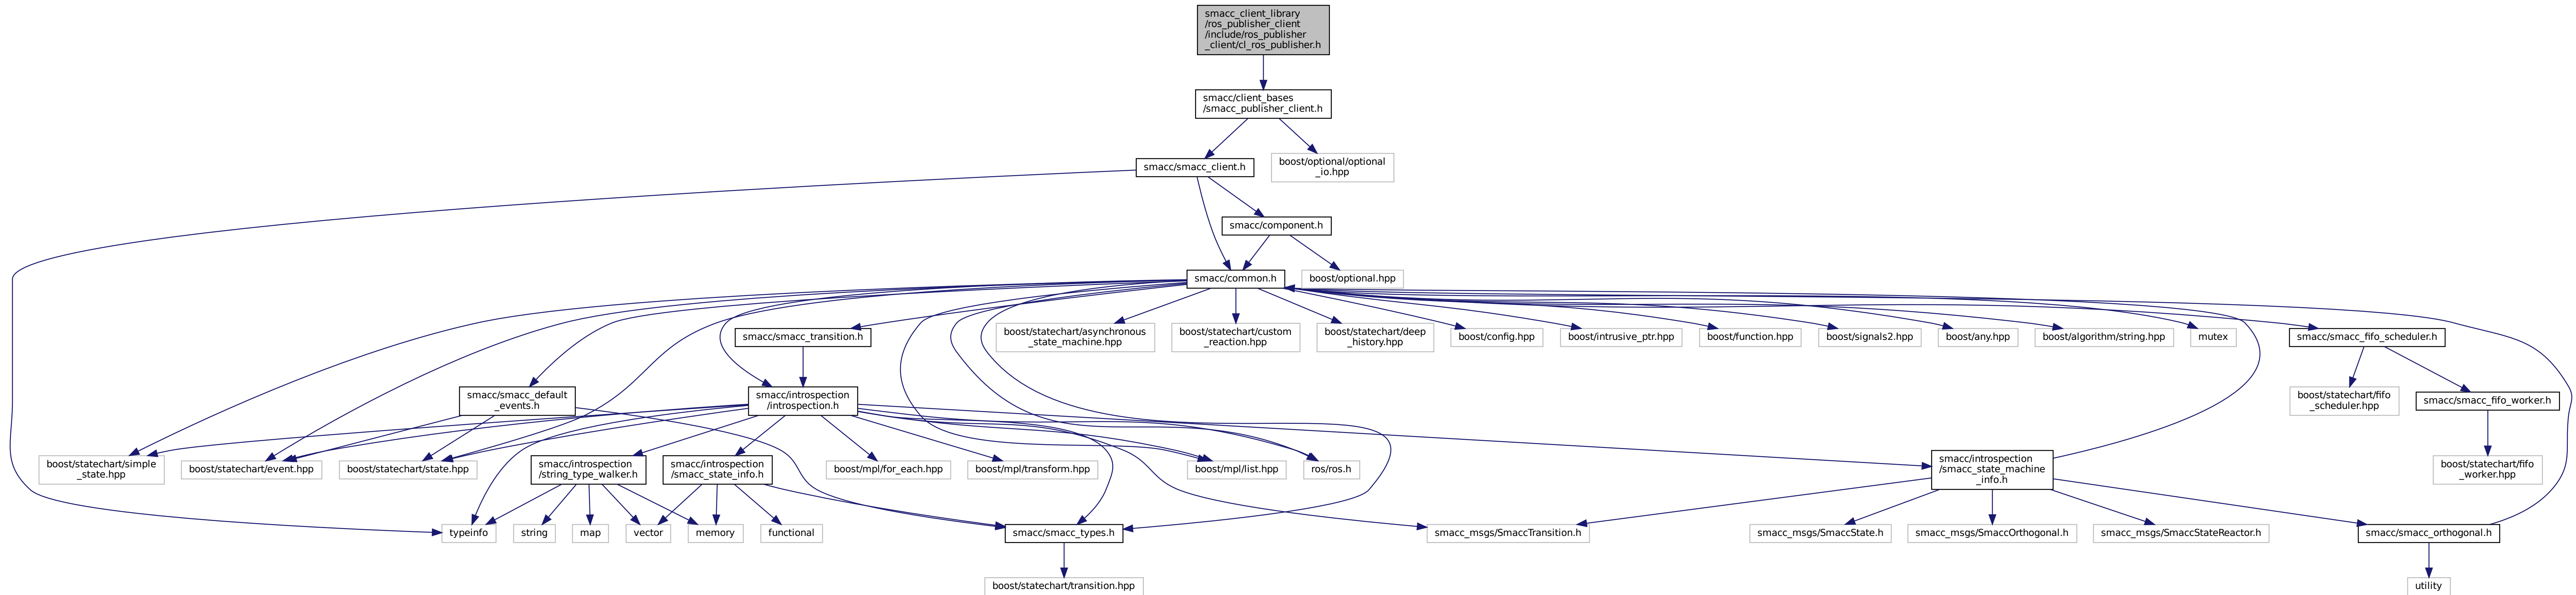 smacc_client_library
/ros_publisher_client
/include/ros_publisher
_client/cl_ros_publisher.h
smacc/client_bases
/smacc_publisher_client.h
smacc/smacc_client.h
boost/optional/optional
_io.hpp
smacc/component.h
smacc/common.h
boost/optional.hpp
smacc/smacc_transition.h
boost/statechart/asynchronous
_state_machine.hpp
boost/statechart/custom
_reaction.hpp
boost/statechart/deep
_history.hpp
boost/config.hpp
boost/intrusive_ptr.hpp
boost/function.hpp
boost/signals2.hpp
boost/any.hpp
boost/algorithm/string.hpp
mutex
smacc/smacc_fifo_scheduler.h
smacc/smacc_default
_events.h
smacc/introspection
/introspection.h
boost/statechart/fifo
_scheduler.hpp
smacc/smacc_fifo_worker.h
boost/statechart/simple
_state.hpp
boost/statechart/event.hpp
boost/statechart/state.hpp
smacc/introspection
/string_type_walker.h
smacc/introspection
/smacc_state_info.h
boost/mpl/for_each.hpp
boost/mpl/transform.hpp
boost/mpl/list.hpp
ros/ros.h
smacc/introspection
/smacc_state_machine
_info.h
boost/statechart/fifo
_worker.hpp
typeinfo
string
map
vector
memory
functional
smacc/smacc_types.h
smacc_msgs/SmaccTransition.h
smacc_msgs/SmaccState.h
smacc_msgs/SmaccOrthogonal.h
smacc_msgs/SmaccStateReactor.h
smacc/smacc_orthogonal.h
boost/statechart/transition.hpp
utility